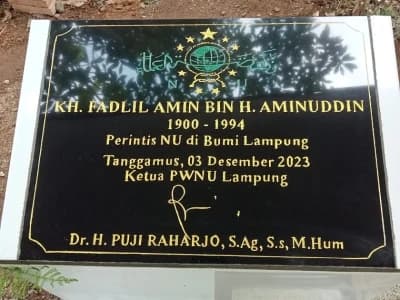 N U
KH. FADLIL AMIN BIN H. AMINUDDIN
1900 - 1994
Perintis NU di Bumi Lampung
Tanggamus, 03 Desember 2023
Ketua PWNU Lampung
Dr. H. PUJI RAHARJO, S.Ag, S.s, M.Hum